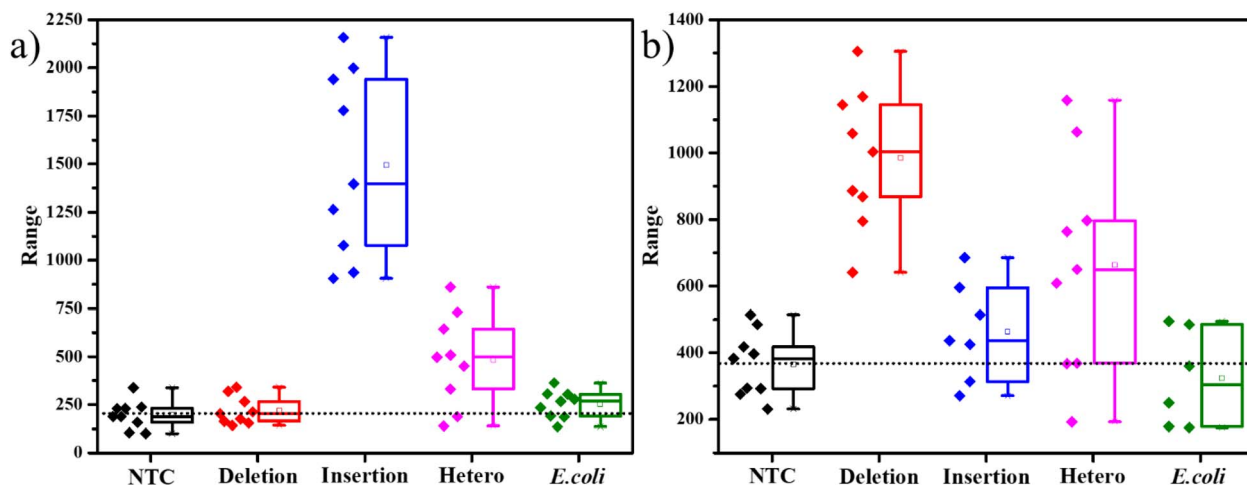 a)
Range
2250
2000
1750
1500
1250
1000
750
500
250
0
NTC
Deletion
Insertion
Hetero
E.coli
b)
Range
1400
1200
1000
800
600
400
200
NTC
Deletion
Insertion
Hetero
E.coli